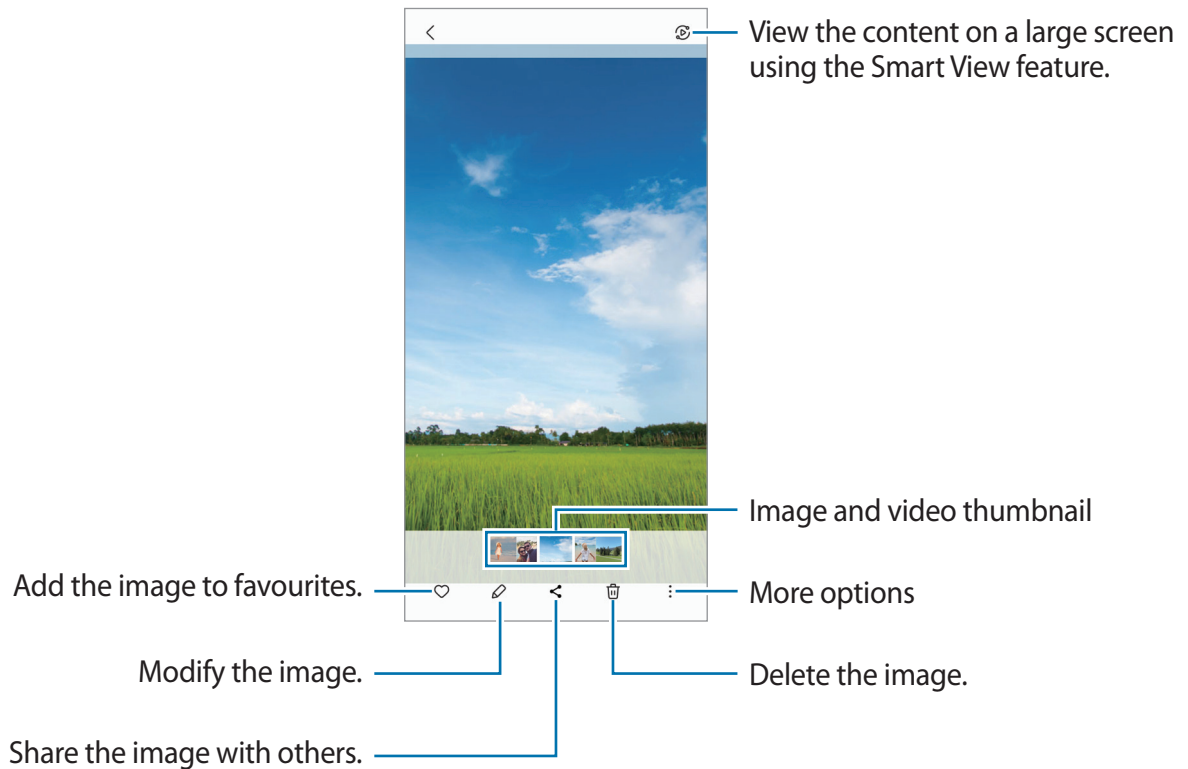 View the content on a large screen
using the Smart View feature.
Image and video thumbnail
Add the image to favourites.
More options
Modify the image.
Delete the image.
Share the image with others.